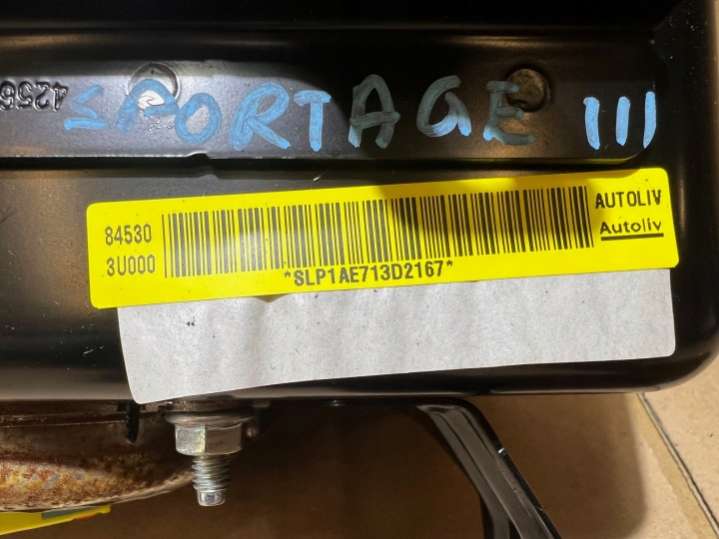 SPORTAGE III
84530
3U000
*SLP1AE713D2167*
AUTOLIV
Autoliv